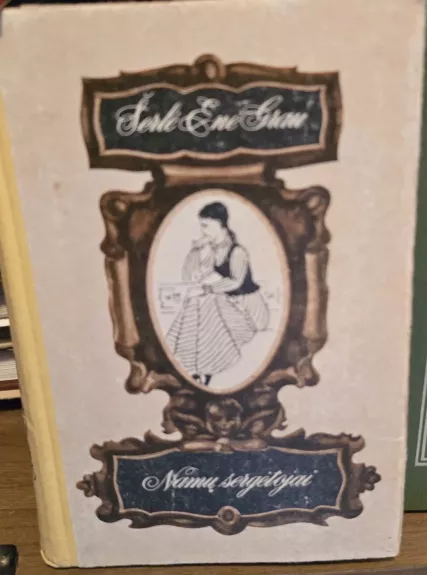 Šerlė Enė Grau
Namų sergėtojai